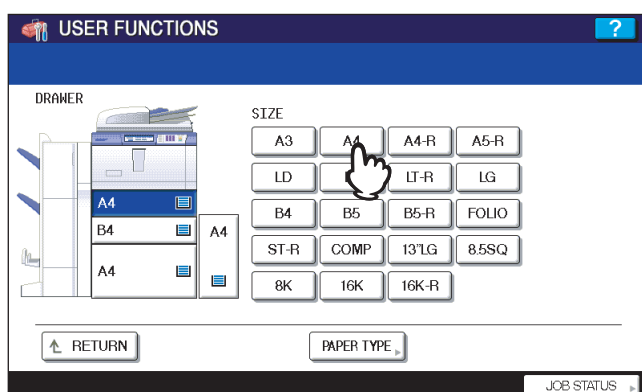 USER FUNCTIONS
?
DRAWER
SIZE
A3 A4 A4-R A5-R
LD LT-R LG
B4 B5 B5-R FOLIO
ST-R COMP 13"LG 8.5SQ
8K 16K 16K-R
A4
B4
A4
A4
RETURN
PAPER TYPE
JOB STATUS